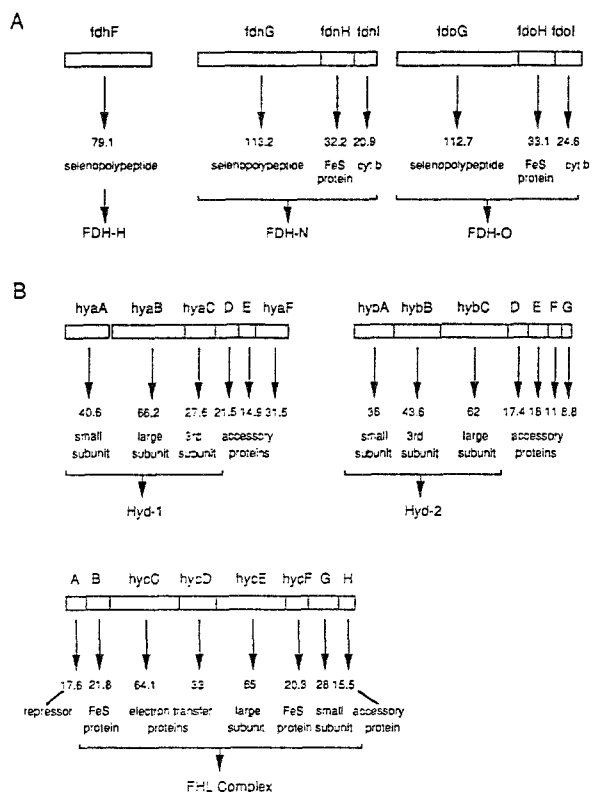 A
fdhF fdnG fdnH fdnI fdoG fdoH fdoI
79.1 113.2 32.2 20.9 112.7 33.1 24.6
selenopolypeptide selenopolypeptide FeS cyt b selenopolypeptide FeS cyt b
protein protein
FDH-H FDH-N FDH-O
B
hyaA hyaB hyaC D E hyaF hybA hybB hybC D E F G
40.6 66.2 27.6 21.5 14.9 31.5 36 43.6 62 17.4 18 11 8.8
small large 3rd accessory small 3rd large accessory
subunit subunit subunit proteins subunit subunit subunit proteins
Hyd-1 Hyd-2
A B hycC hycD hycE hycF G H
17.6 21.8 64.1 33 65 20.3 28 15.5
repressor FeS electron transfer large FeS small accessory
protein proteins subunit protein subunit protein
FHL Complex